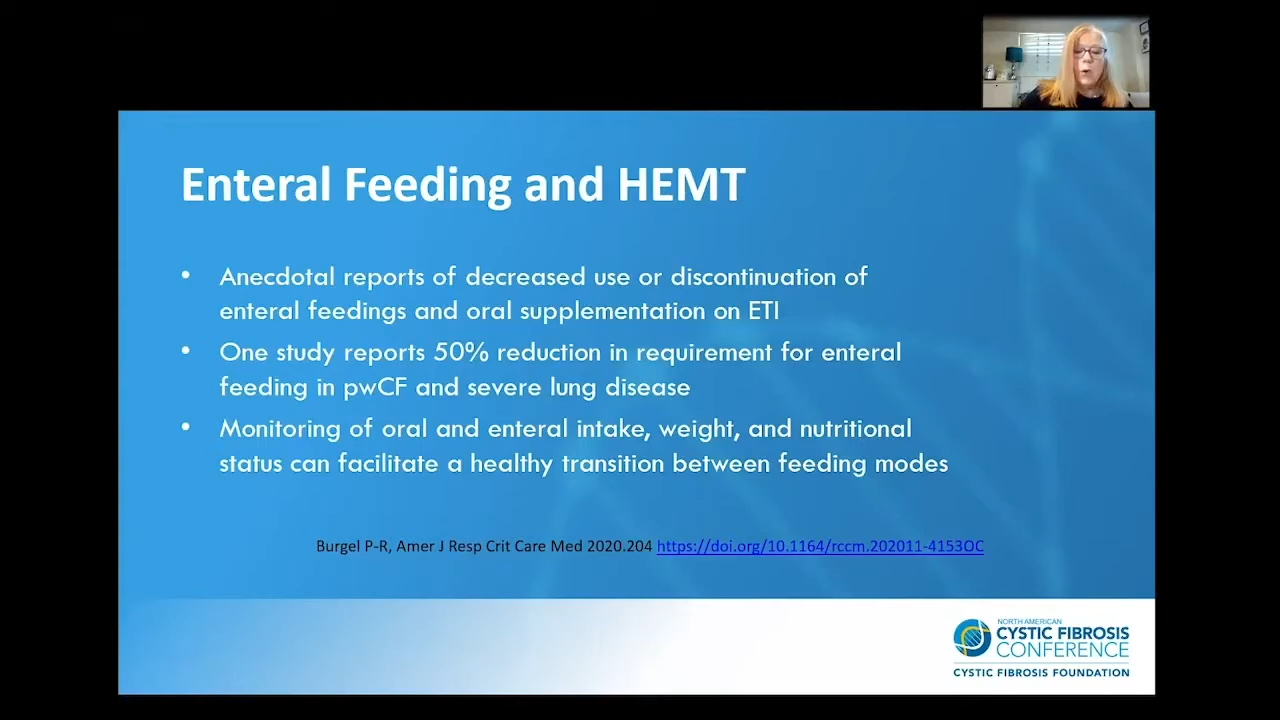 Enteral Feeding and HEMT
• Anecdotal reports of decreased use or discontinuation of
enteral feedings and oral supplementation on ETI
• One study reports 50% reduction in requirement for enteral
feeding in pwCF and severe lung disease
• Monitoring of oral and enteral intake, weight, and nutritional
status can facilitate a healthy transition between feeding modes
Burgel P-R, Amer J Resp Crit Care Med 2020.204 https://doi.org/10.1164/rccm.202011-4153OC
NORTH AMERICAN
CYSTIC FIBROSIS
CONFERENCE
CYSTIC FIBROSIS FOUNDATION